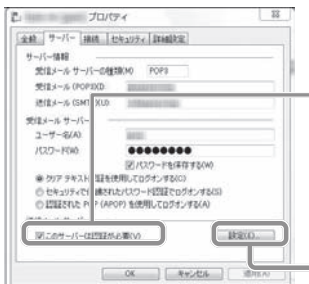 プロパティ
全般 サーバー 接続 セキュリティ 詳細設定
サーバー情報
受信メール サーバーの種類(M) POP3
受信メール (POP3)(I):
送信メール (SMT )(U):
受信メール サーバー
ユーザー名(A):
パスワード(W): ●●●●●●●●
パスワードを保存する(W)
クリア テキスト 証を使用してログオンする(C)
セキュリティで 護されたパスワード認証でログオンする(S)
認証された PO (APOP) を使用してログオンする(A)
このサーバーは認証が必要(V)
設定(E)...
OK キャンセル 適用(A)